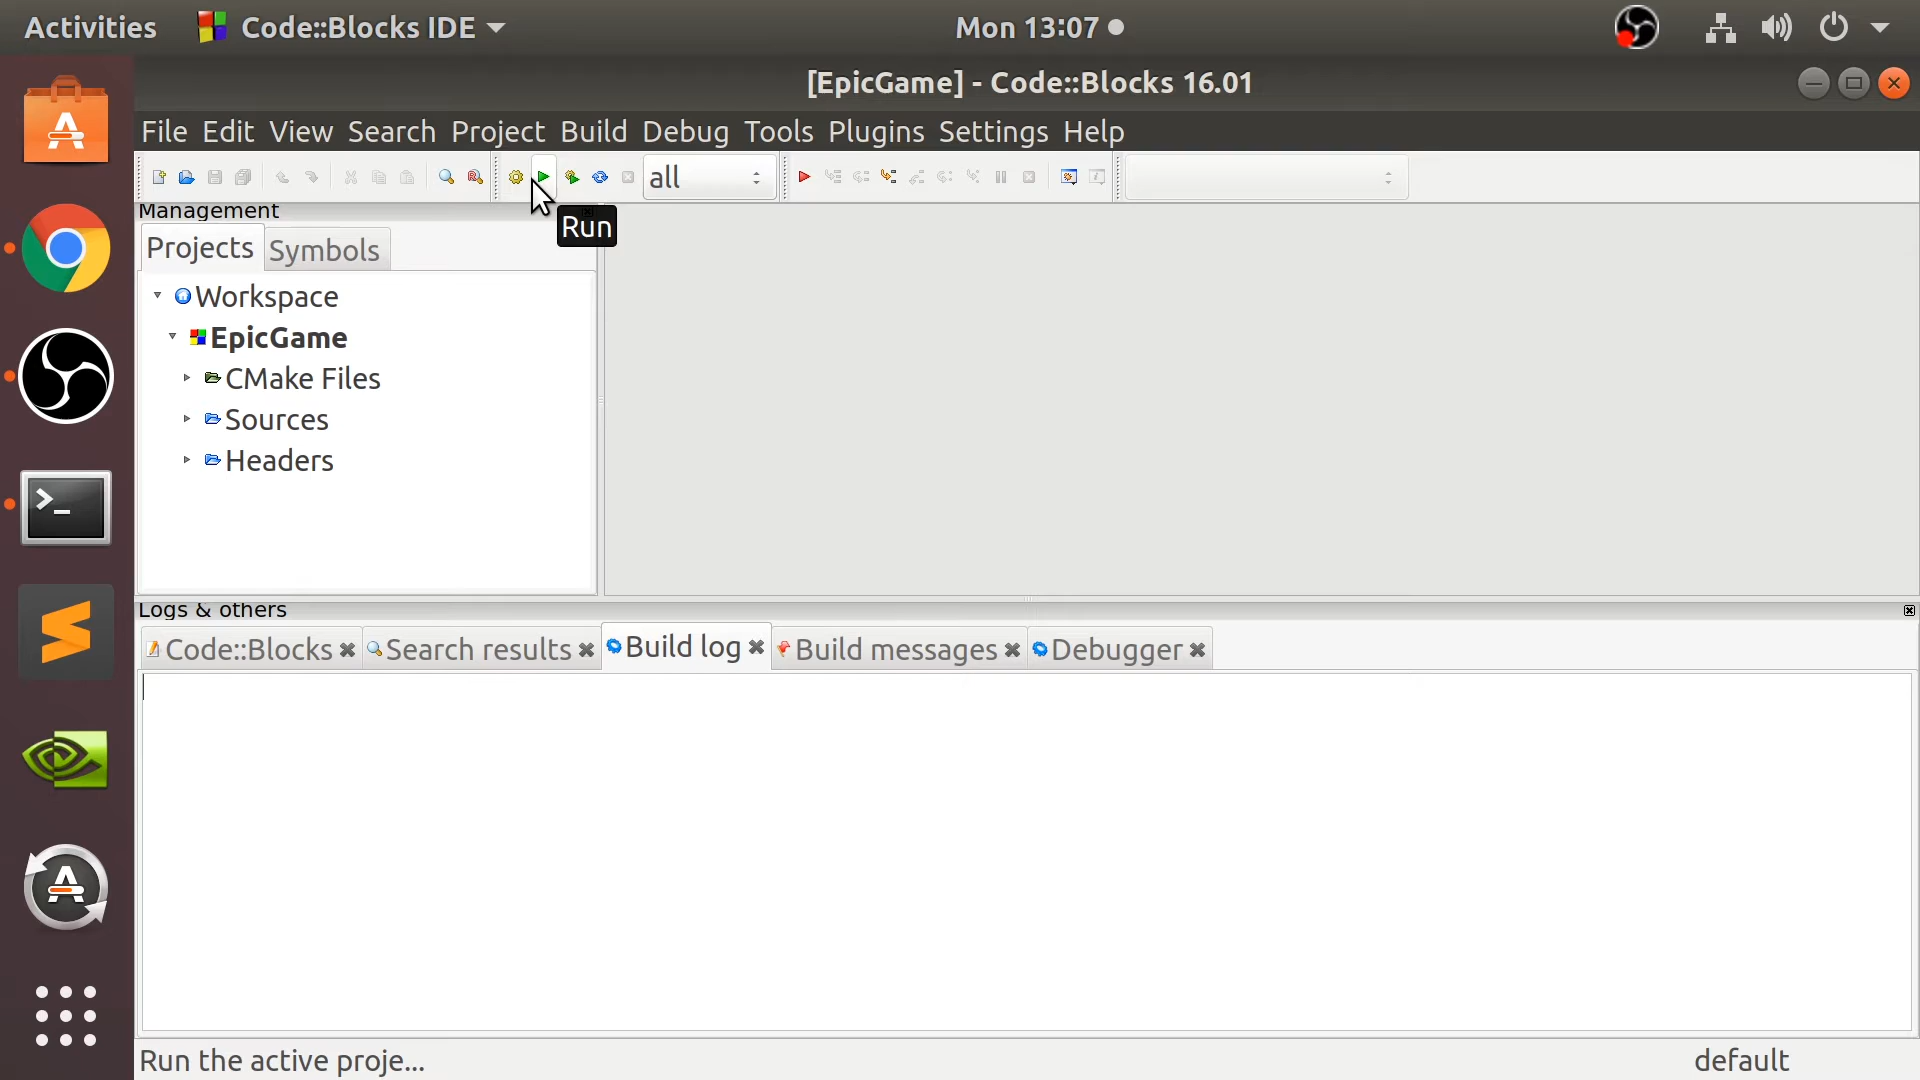 Activities Code::Blocks IDE Mon 13:07
[EpicGame] - Code::Blocks 16.01
File Edit View Search Project Build Debug Tools Plugins Settings Help
all
Run
Management
Projects Symbols
Workspace
EpicGame
CMake Files
Sources
Headers
Logs & others
Code::Blocks Search results Build log Build messages Debugger
Run the active proje... default